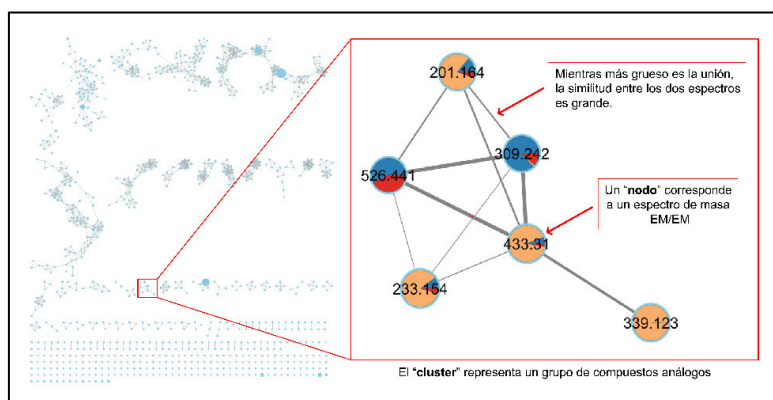 201.164
Mientras más grueso es la unión,
la similitud entre los dos espectros
es grande.
309.242
526.441
Un “nodo” corresponde
a un espectro de masa
EM/EM
433.31
233.154
339.123
El “cluster” representa un grupo de compuestos análogos